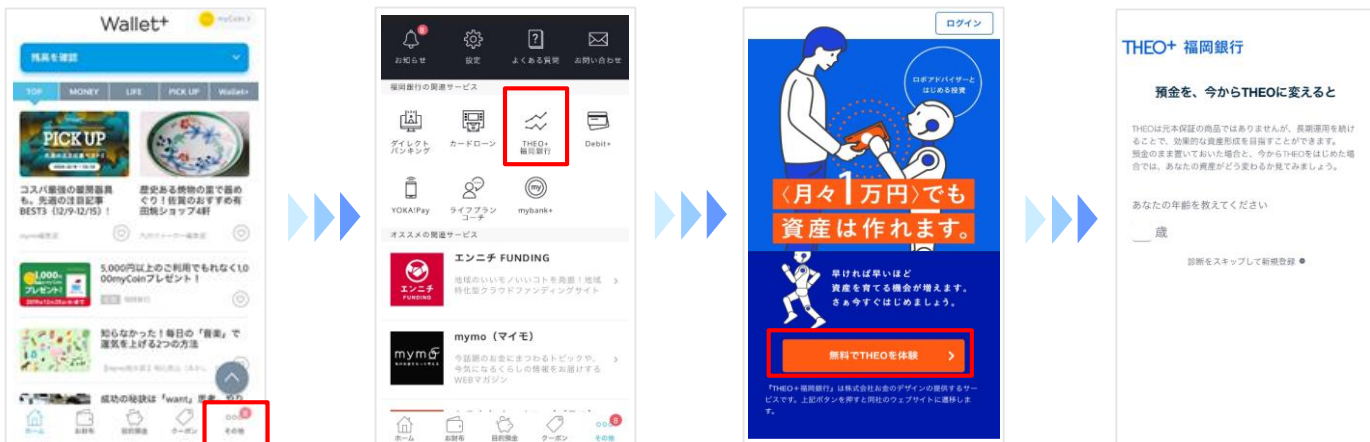 Wallet+
myCoin
残高を確認
TOP MONEY LIFE PICK UP Wallet+
PICK UP
コスパ最強の暖房器具
も。先週の注目記事
BEST3（12/9-12/15）！
歴史ある焼物の里で器め
ぐり！佐賀のおすすめ有
田焼ショップ4軒
1,000
プレゼント!
5,000円以上のご利用でもれなく1,0
00myCoinプレゼント！
知らなかった！毎日の「音楽」で
運気を上げる2つの方法
成功の秘訣は「want」思考
ホーム お財布 目的預金 クーポン その他
8
お知らせ 設定 よくある質問 お問い合わせ
福岡銀行の関連サービス
ダイレクト
バンキング
カードローン
THEO+
福岡銀行
Debit+
YOKA!Pay
ライフプラン
コーチ
mybank+
オススメの関連サービス
エンニチ
FUNDING
エンニチ FUNDING
地域のいいモノいいコトを発掘！地域
特化型クラウドファンディングサイト
mymo
mymo（マイモ）
今話題のお金にまつわるトピックや、
今気になるくらしの情報をお届けする
WEBマガジン
ホーム お財布 目的預金 クーポン その他
ログイン
ロボアドバイザーと
はじめる投資
〈月々1万円〉でも
資産は作れます。
早ければ早いほど
資産を育てる機会が増えます。
さぁ今すぐはじめましょう。
無料でTHEOを体験
「THEO+福岡銀行」は株式会社お金のデザインの提供するサー
ビスです。上記ボタンを押すと同社のウェブサイトに遷移しま
す。
THEO+ 福岡銀行
預金を、今からTHEOに変えると
THEOは元本保証の商品ではありませんが、長期運用を続け
ることで、効果的な資産形成を目指すことができます。
預金のまま置いておいた場合と、今からTHEOをはじめた場
合では、あなたの資産がどう変わるか見てみましょう。
あなたの年齢を教えてください
歳
診断をスキップして新規登録